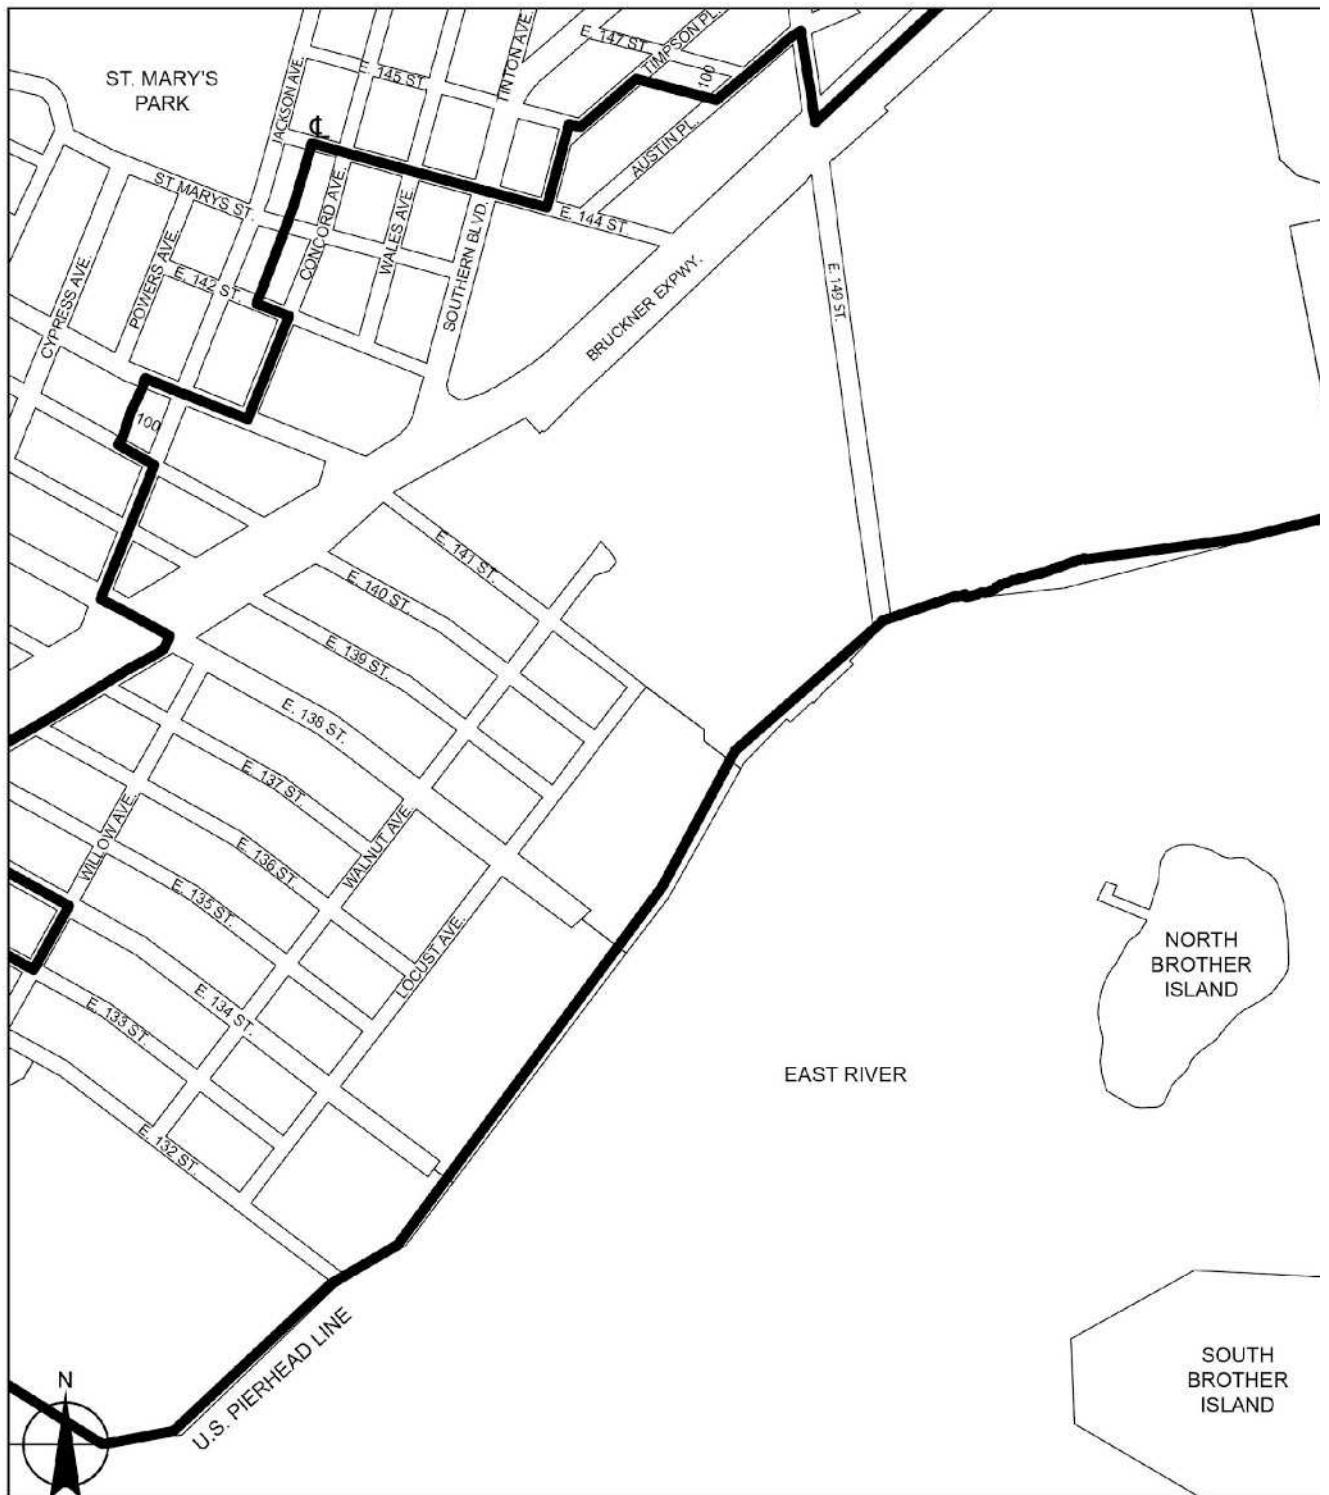 E. 147 ST.
TIMPSON PL.
TINTON AVE.
ST. MARY'S
PARK
E. 145 ST.
100
JACKSON AVE.
℄
AUSTIN PL.
ST MARYS ST.
CONCORD AVE.
WALES AVE.
SOUTHERN BLVD.
E. 144 ST.
POWERS AVE.
E. 142 ST.
CYPRESS AVE.
BRUCKNER EXPWY.
E. 149 ST.
100
E. 141 ST.
E. 140 ST.
E. 139 ST.
E. 138 ST.
E. 137 ST.
WILLOW AVE.
WALNUT AVE.
E. 136 ST.
E. 135 ST.
LOCUST AVE.
NORTH
BROTHER
ISLAND
E. 134 ST.
E. 133 ST.
EAST RIVER
E. 132 ST.
U.S. PIERHEAD LINE
SOUTH
BROTHER
ISLAND
N